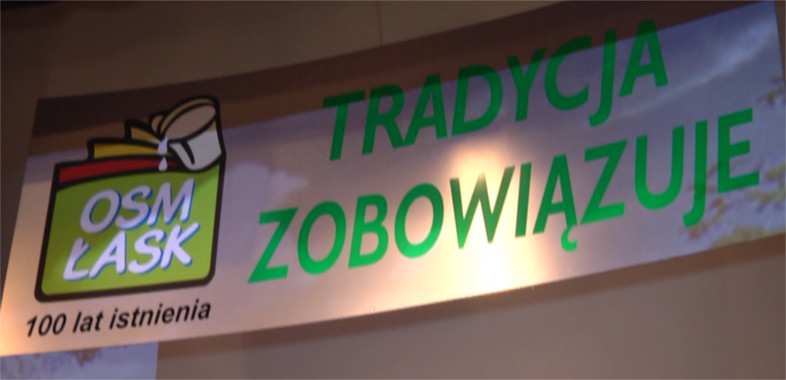 TRADYCJA
ZOBOWIĄZUJE
OSM
ŁASK
100 lat istnienia